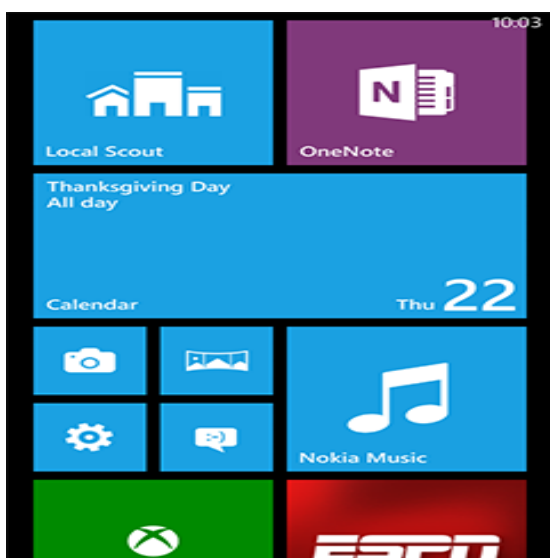 10:03
Local Scout
OneNote
Thanksgiving Day
All day
Calendar
Thu 22
:-)
Nokia Music
ESPN